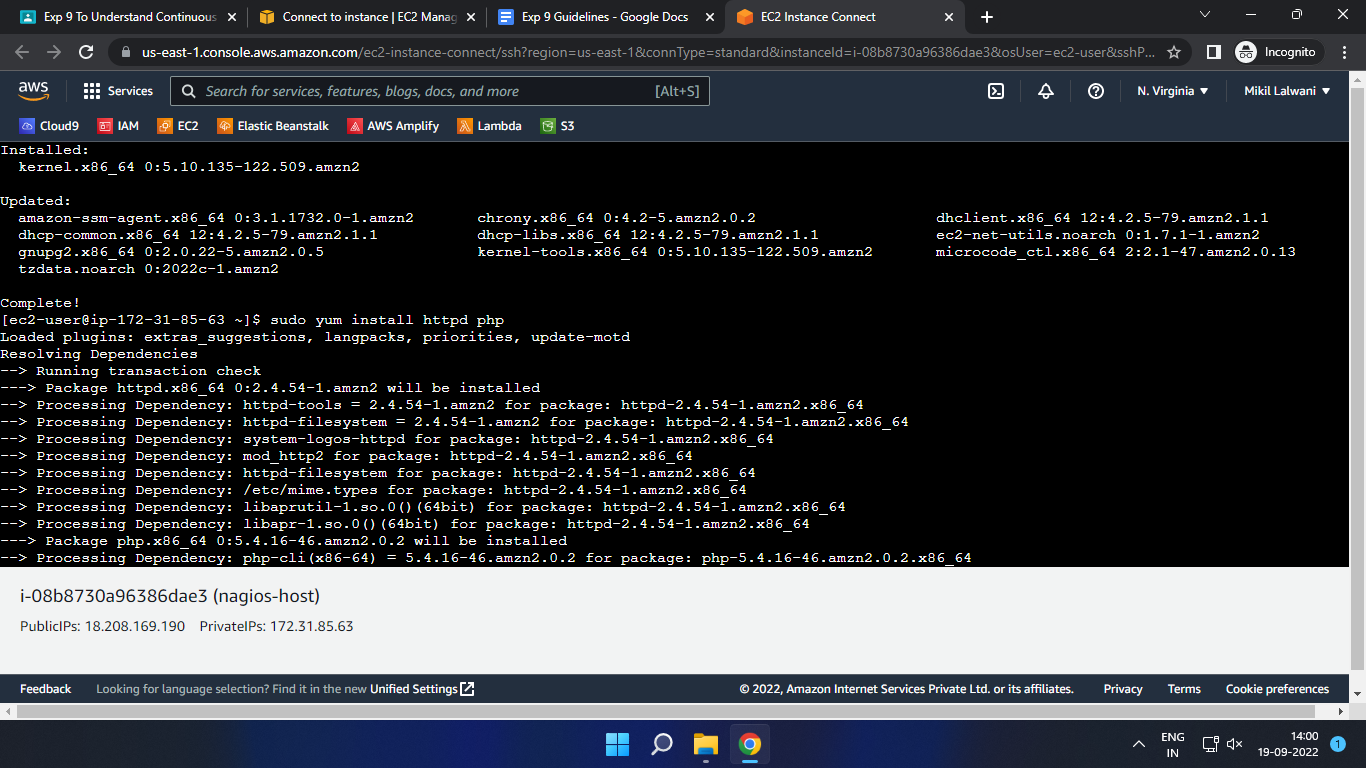 Exp 9 To Understand Continuous
Connect to instance | EC2 Manag
Exp 9 Guidelines - Google Docs
EC2 Instance Connect
us-east-1.console.aws.amazon.com/ec2-instance-connect/ssh?region=us-east-1&connType=standard&instanceId=i-08b8730a96386dae3&osUser=ec2-user&sshP...
Incognito
aws
Services
Search for services, features, blogs, docs, and more
[Alt+S]
N. Virginia
Mikil Lalwani
Cloud9
IAM
EC2
Elastic Beanstalk
AWS Amplify
Lambda
S3
Installed:
kernel.x86_64 0:5.10.135-122.509.amzn2
Updated:
amazon-ssm-agent.x86_64 0:3.1.1732.0-1.amzn2 chrony.x86_64 0:4.2-5.amzn2.0.2 dhclient.x86_64 12:4.2.5-79.amzn2.1.1
dhcp-common.x86_64 12:4.2.5-79.amzn2.1.1 dhcp-libs.x86_64 12:4.2.5-79.amzn2.1.1 ec2-net-utils.noarch 0:1.7.1-1.amzn2
gnupg2.x86_64 0:2.0.22-5.amzn2.0.5 kernel-tools.x86_64 0:5.10.135-122.509.amzn2 microcode_ctl.x86_64 2:2.1-47.amzn2.0.13
tzdata.noarch 0:2022c-1.amzn2
Complete!
[ec2-user@ip-172-31-85-63 ~]$ sudo yum install httpd php
Loaded plugins: extras_suggestions, langpacks, priorities, update-motd
Resolving Dependencies
--> Running transaction check
---> Package httpd.x86_64 0:2.4.54-1.amzn2 will be installed
--> Processing Dependency: httpd-tools = 2.4.54-1.amzn2 for package: httpd-2.4.54-1.amzn2.x86_64
--> Processing Dependency: httpd-filesystem = 2.4.54-1.amzn2 for package: httpd-2.4.54-1.amzn2.x86_64
--> Processing Dependency: system-logos-httpd for package: httpd-2.4.54-1.amzn2.x86_64
--> Processing Dependency: mod_http2 for package: httpd-2.4.54-1.amzn2.x86_64
--> Processing Dependency: httpd-filesystem for package: httpd-2.4.54-1.amzn2.x86_64
--> Processing Dependency: /etc/mime.types for package: httpd-2.4.54-1.amzn2.x86_64
--> Processing Dependency: libaprutil-1.so.0()(64bit) for package: httpd-2.4.54-1.amzn2.x86_64
--> Processing Dependency: libapr-1.so.0()(64bit) for package: httpd-2.4.54-1.amzn2.x86_64
---> Package php.x86_64 0:5.4.16-46.amzn2.0.2 will be installed
--> Processing Dependency: php-cli(x86-64) = 5.4.16-46.amzn2.0.2 for package: php-5.4.16-46.amzn2.0.2.x86_64
i-08b8730a96386dae3 (nagios-host)
PublicIPs: 18.208.169.190 PrivateIPs: 172.31.85.63
Feedback
Looking for language selection? Find it in the new Unified Settings
© 2022, Amazon Internet Services Private Ltd. or its affiliates.
Privacy
Terms
Cookie preferences
ENG
IN
14:00
19-09-2022
1